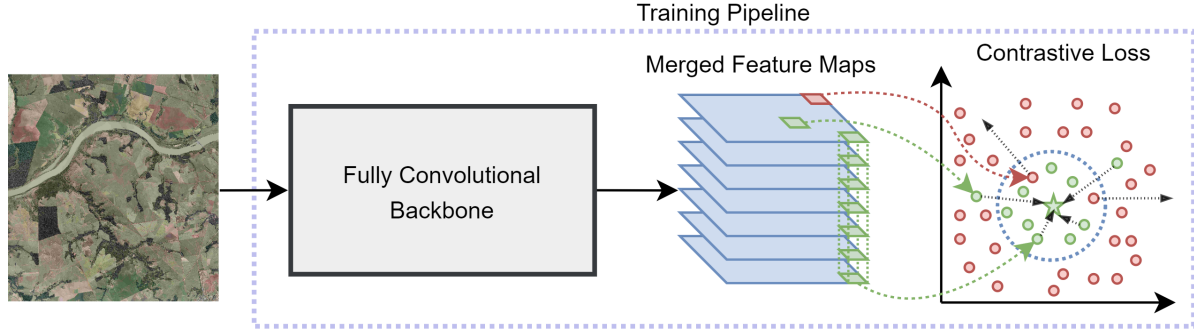 Training Pipeline
Contrastive Loss
Merged Feature Maps
Fully Convolutional
Backbone